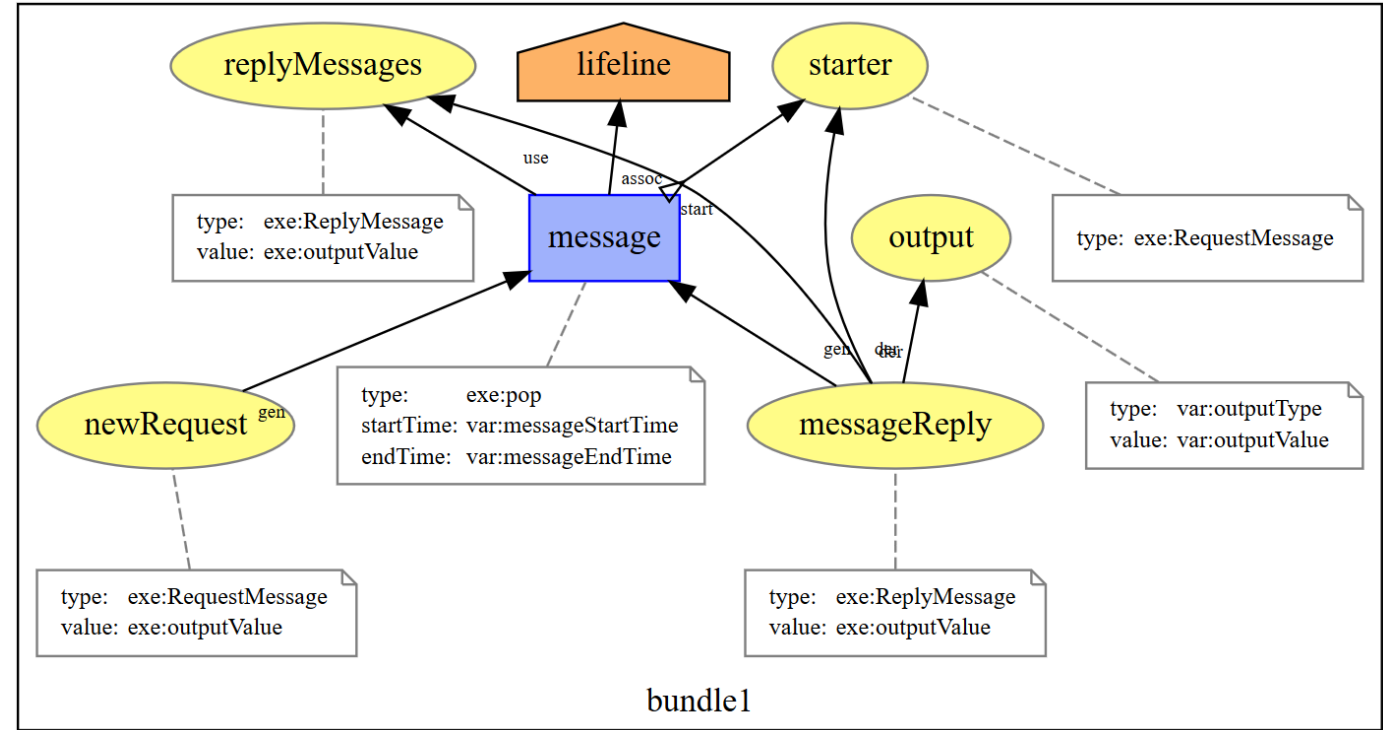 replyMessages
lifeline
starter
use
assoc
start
type: exe:ReplyMessage
value: exe:outputValue
message
output
type: exe:RequestMessage
gen
der
der
type: exe:pop
startTime: var:messageStartTime
endTime: var:messageEndTime
newRequest
gen
messageReply
type: var:outputType
value: var:outputValue
type: exe:RequestMessage
value: exe:outputValue
type: exe:ReplyMessage
value: exe:outputValue
bundle1